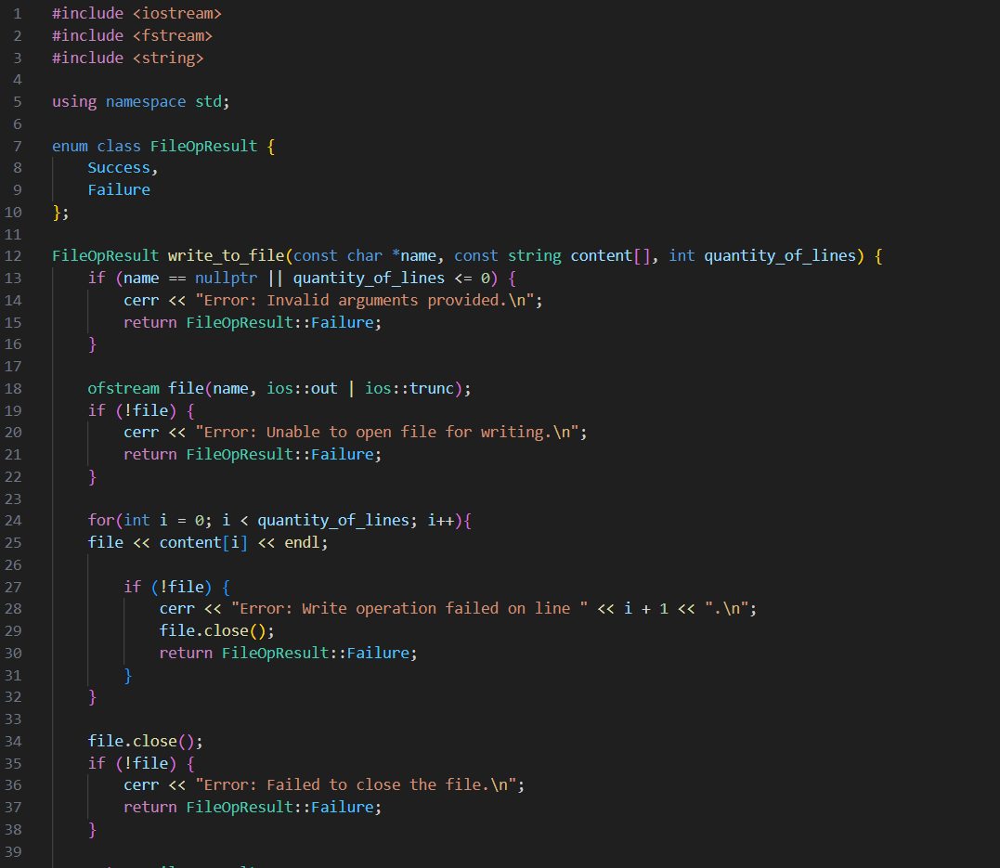 1 #include <iostream>
2 #include <fstream>
3 #include <string>
4
5 using namespace std;
6
7 enum class FileOpResult {
8     Success,
9     Failure
10 };
11
12 FileOpResult write_to_file(const char *name, const string content[], int quantity_of_lines) {
13     if (name == nullptr || quantity_of_lines <= 0) {
14         cerr << "Error: Invalid arguments provided.\n";
15         return FileOpResult::Failure;
16     }
17
18     ofstream file(name, ios::out | ios::trunc);
19     if (!file) {
20         cerr << "Error: Unable to open file for writing.\n";
21         return FileOpResult::Failure;
22     }
23
24     for(int i = 0; i < quantity_of_lines; i++){
25     file << content[i] << endl;
26
27         if (!file) {
28             cerr << "Error: Write operation failed on line " << i + 1 << ".\n";
29             file.close();
30             return FileOpResult::Failure;
31         }
32     }
33
34     file.close();
35     if (!file) {
36         cerr << "Error: Failed to close the file.\n";
37         return FileOpResult::Failure;
38     }
39